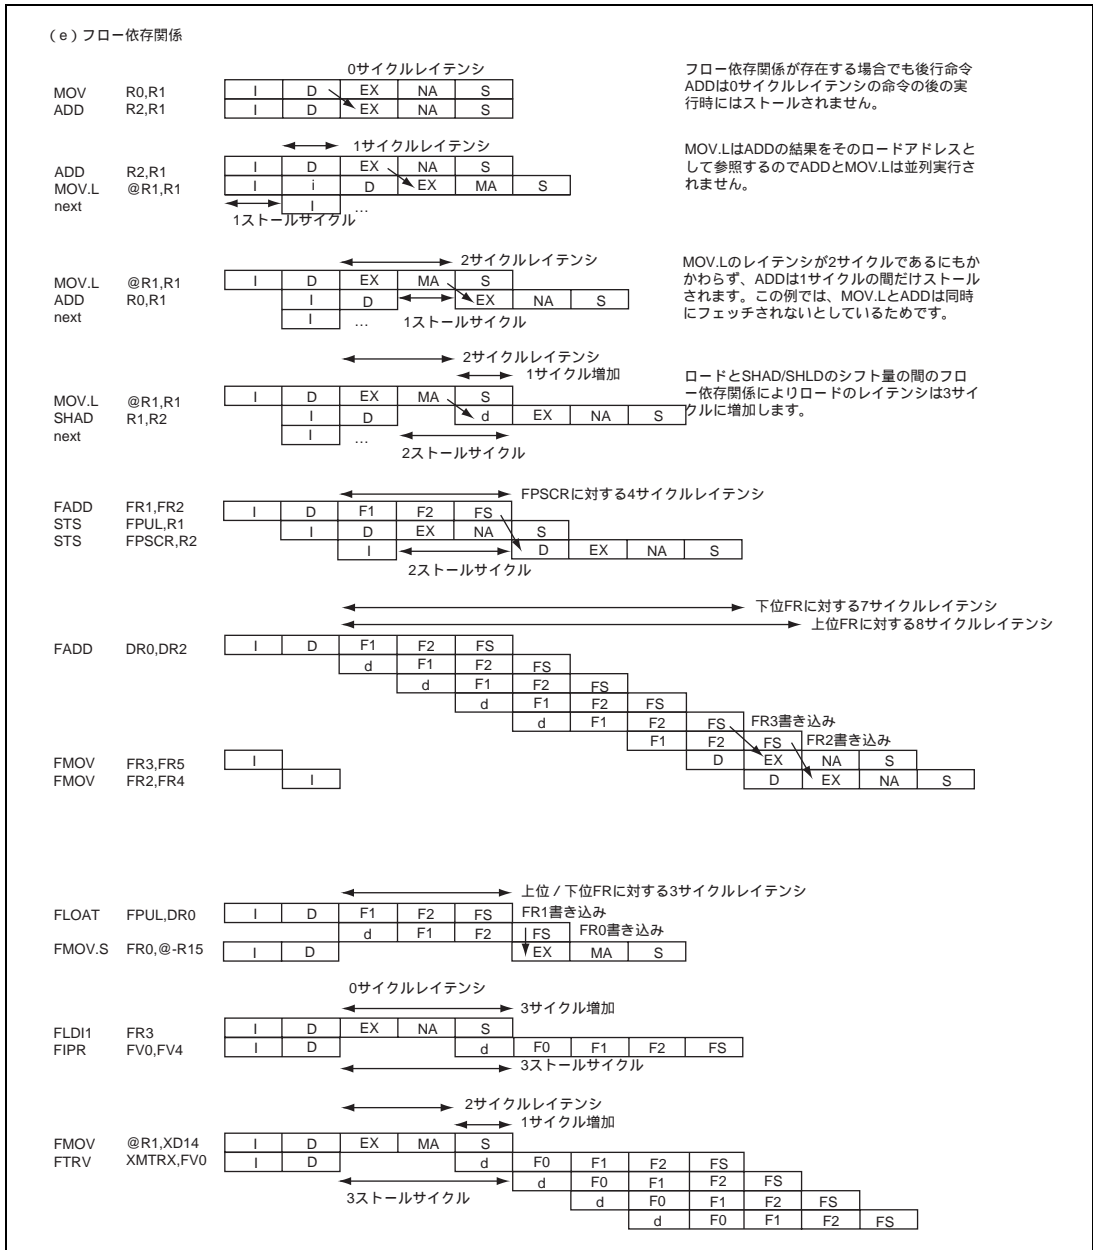 (e)フロー依存関係
0サイクルレイテンシ
MOV R0,R1 I D EX NA S
ADD R2,R1 I D EX NA S
フロー依存関係が存在する場合でも後行命令
ADDは0サイクルレイテンシの命令の後の実
行時にはストールされません。
1サイクルレイテンシ
ADD R2,R1 I D EX NA S
MOV.L @R1,R1 I i D EX MA S
next I …
1ストールサイクル
MOV.LはADDの結果をそのロードアドレスと
して参照するのでADDとMOV.Lは並列実行さ
れません。
2サイクルレイテンシ
MOV.L @R1,R1 I D EX MA S
ADD R0,R1 I D EX NA S
next I …
1ストールサイクル
MOV.Lのレイテンシが2サイクルであるにもか
かわらず、ADDは1サイクルの間だけストール
されます。この例では、MOV.LとADDは同時
にフェッチされないとしているためです。
2サイクルレイテンシ
1サイクル増加
MOV.L @R1,R1 I D EX MA S
SHAD R1,R2 I D d EX NA S
next I …
2ストールサイクル
ロードとSHAD/SHLDのシフト量の間のフロ
ー依存関係によりロードのレイテンシは3サイ
クルに増加します。
FPSCRに対する4サイクルレイテンシ
FADD FR1,FR2 I D F1 F2 FS
STS FPUL,R1 I D EX NA S
STS FPSCR,R2 I D EX NA S
2ストールサイクル
下位FRに対する7サイクルレイテンシ
上位FRに対する8サイクルレイテンシ
FADD DR0,DR2 I D F1 F2 FS
d F1 F2 FS
d F1 F2 FS
d F1 F2 FS
d F1 F2 FS FR3書き込み
F1 F2 FS FR2書き込み
FMOV FR3,FR5 I D EX NA S
FMOV FR2,FR4 I D EX NA S
上位/下位FRに対する3サイクルレイテンシ
FLOAT FPUL,DR0 I D F1 F2 FS FR1書き込み
d F1 F2 FS FR0書き込み
FMOV.S FR0,@-R15 I D EX MA S
0サイクルレイテンシ
3サイクル増加
FLDI1 FR3 I D EX NA S
FIPR FV0,FV4 I D d F0 F1 F2 FS
3ストールサイクル
2サイクルレイテンシ
1サイクル増加
FMOV @R1,XD14 I D EX MA S
FTRV XMTRX,FV0 I D d F0 F1 F2 FS
d F0 F1 F2 FS
3ストールサイクル
d F0 F1 F2 FS
d F0 F1 F2 FS